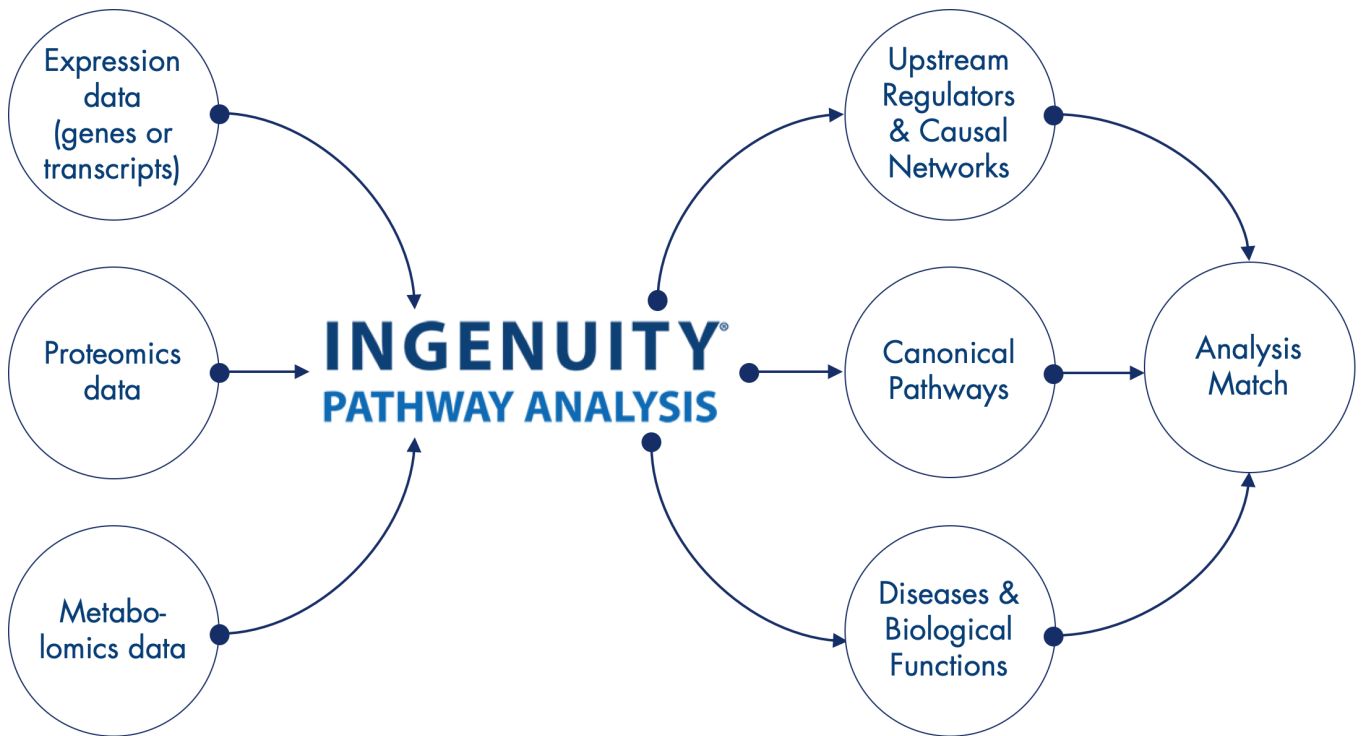 Expression
data
(genes or
transcripts)
Proteomics
data
Metabo-
lomics data
INGENUITY®
PATHWAY ANALYSIS
Upstream
Regulators
& Causal
Networks
Canonical
Pathways
Diseases &
Biological
Functions
Analysis
Match